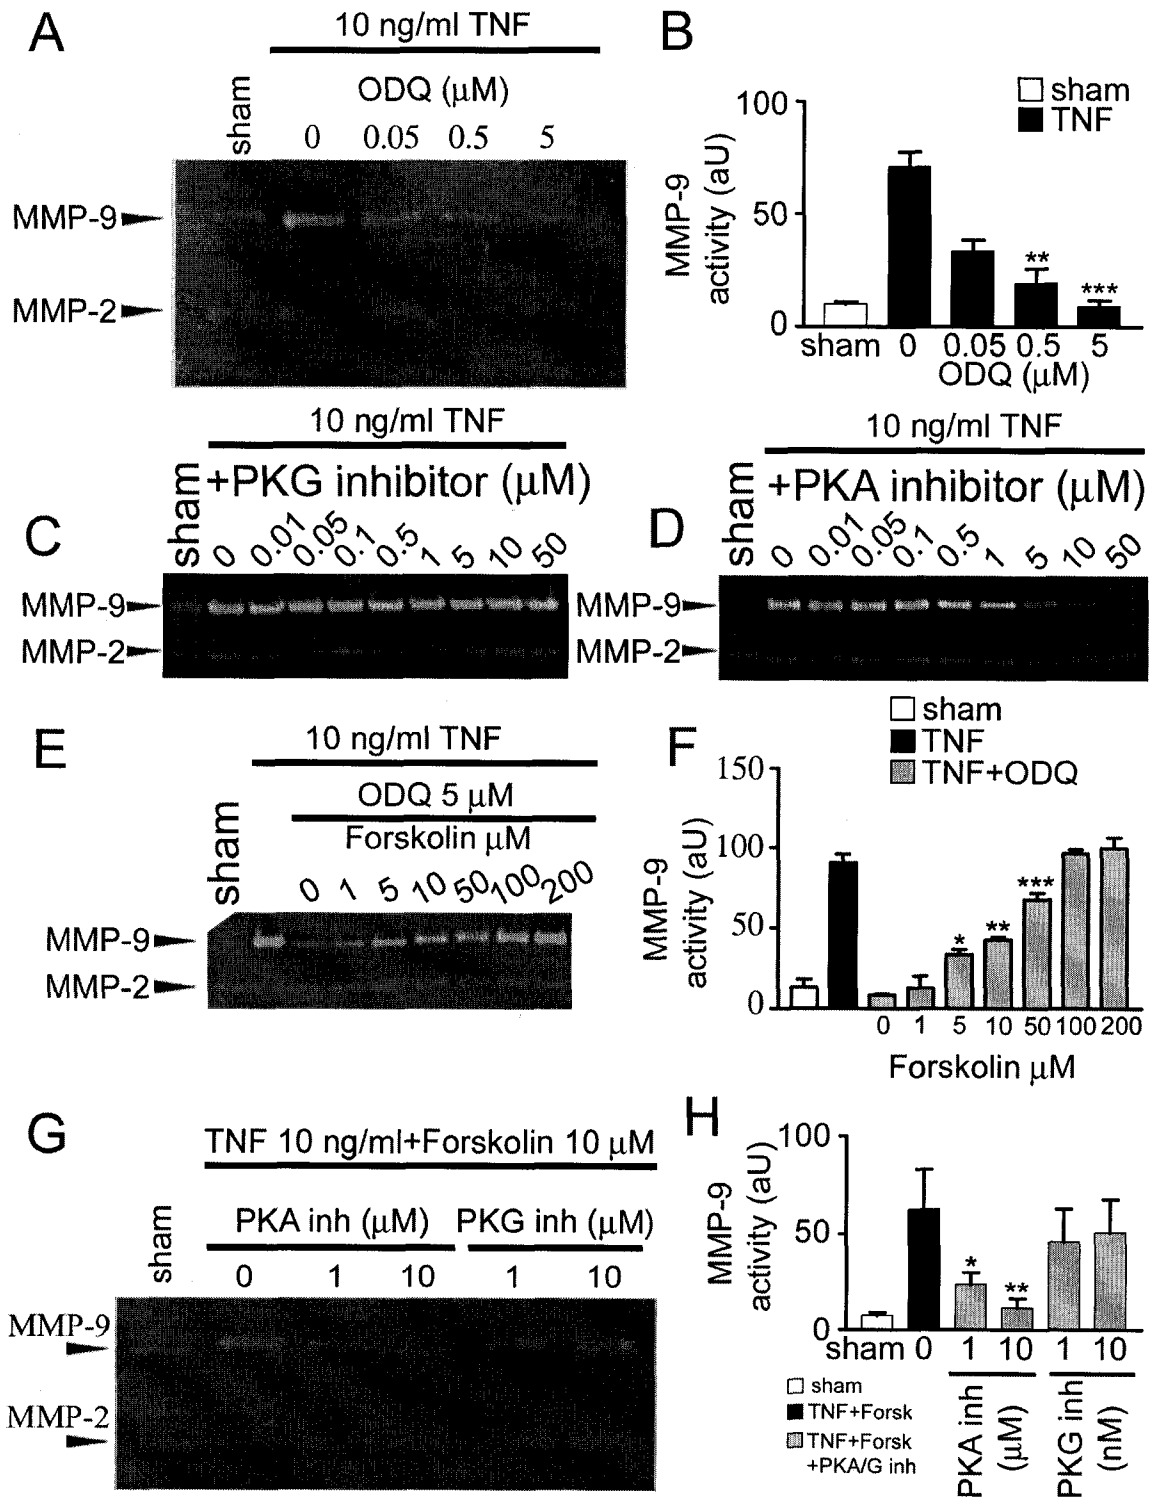 A
10 ng/ml TNF
ODQ (μM)
sham
0 0.05 0.5 5
MMP-9
MMP-2
B
sham
TNF
MMP-9
activity (aU)
100
50
0
** ***
sham 0 0.05 0.5 5
ODQ (μM)
C
10 ng/ml TNF
+PKG inhibitor (μM)
sham
0 0.01 0.05 0.1 0.5 1 5 10 50
MMP-9
MMP-2
D
10 ng/ml TNF
+PKA inhibitor (μM)
sham
0 0.01 0.05 0.1 0.5 1 5 10 50
MMP-9
MMP-2
E
10 ng/ml TNF
ODQ 5 μM
Forskolin μM
sham
0 1 5 10 50 100 200
MMP-9
MMP-2
F
sham
TNF
TNF+ODQ
MMP-9
activity (aU)
150
100
50
0
* ** ***
0 1 5 10 50 100 200
Forskolin μM
G
TNF 10 ng/ml+Forskolin 10 μM
PKA inh (μM) PKG inh (μM)
sham
0 1 10 1 10
MMP-9
MMP-2
H
MMP-9
activity (aU)
100
50
0
* **
sham 0 1 10 1 10
PKA inh
(μM)
PKG inh
(nM)
sham
TNF+Forsk
TNF+Forsk
+PKA/G inh